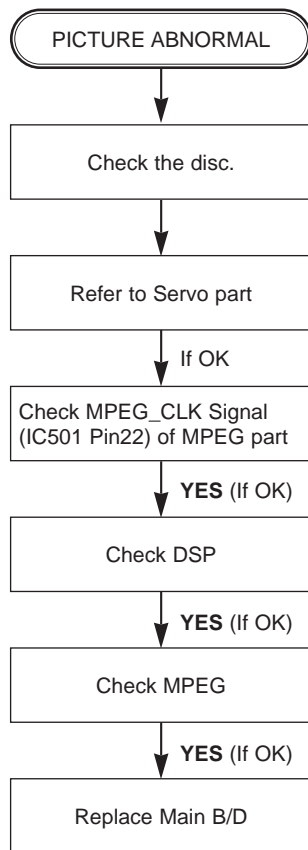 PICTURE ABNORMAL
Check the disc.
Refer to Servo part
If OK
Check MPEG_CLK Signal
(IC501 Pin22) of MPEG part
YES (If OK)
Check DSP
YES (If OK)
Check MPEG
YES (If OK)
Replace Main B/D